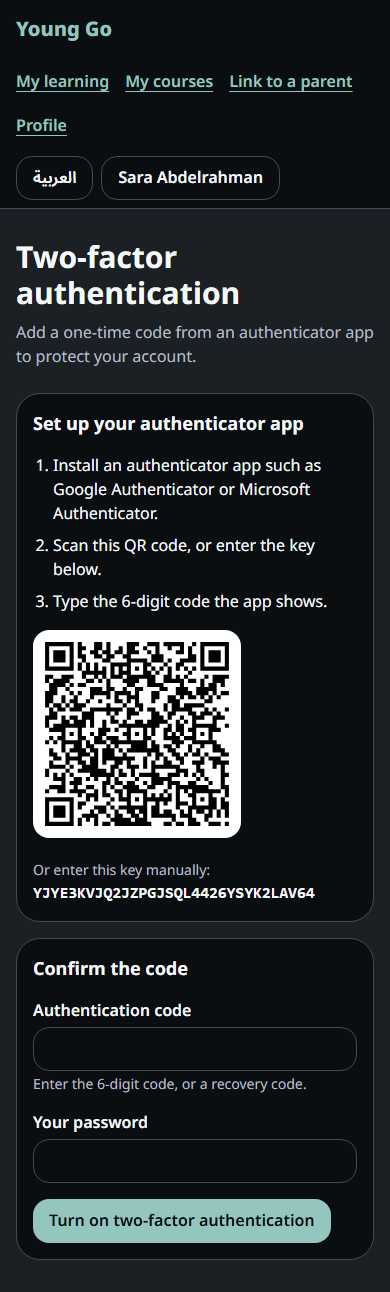 Young Go
My learning My courses Link to a parent
Profile
العربية Sara Abdelrahman
Two-factor
authentication
Add a one-time code from an authenticator app
to protect your account.
Set up your authenticator app
1. Install an authenticator app such as
Google Authenticator or Microsoft
Authenticator.
2. Scan this QR code, or enter the key
below.
3. Type the 6-digit code the app shows.
Or enter this key manually:
YJYE3KVJQ2JZPGJSQL4426YSYK2LAV64
Confirm the code
Authentication code
Enter the 6-digit code, or a recovery code.
Your password
Turn on two-factor authentication